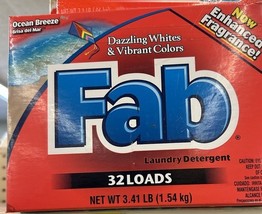 Ocean Breeze
Brisa del Mar
Now
Enhanced
Fragrance!
Dazzling Whites
& Vibrant Colors
Fab
Laundry Detergent
32 LOADS
NET WT 3.41 LB (1.54 kg)